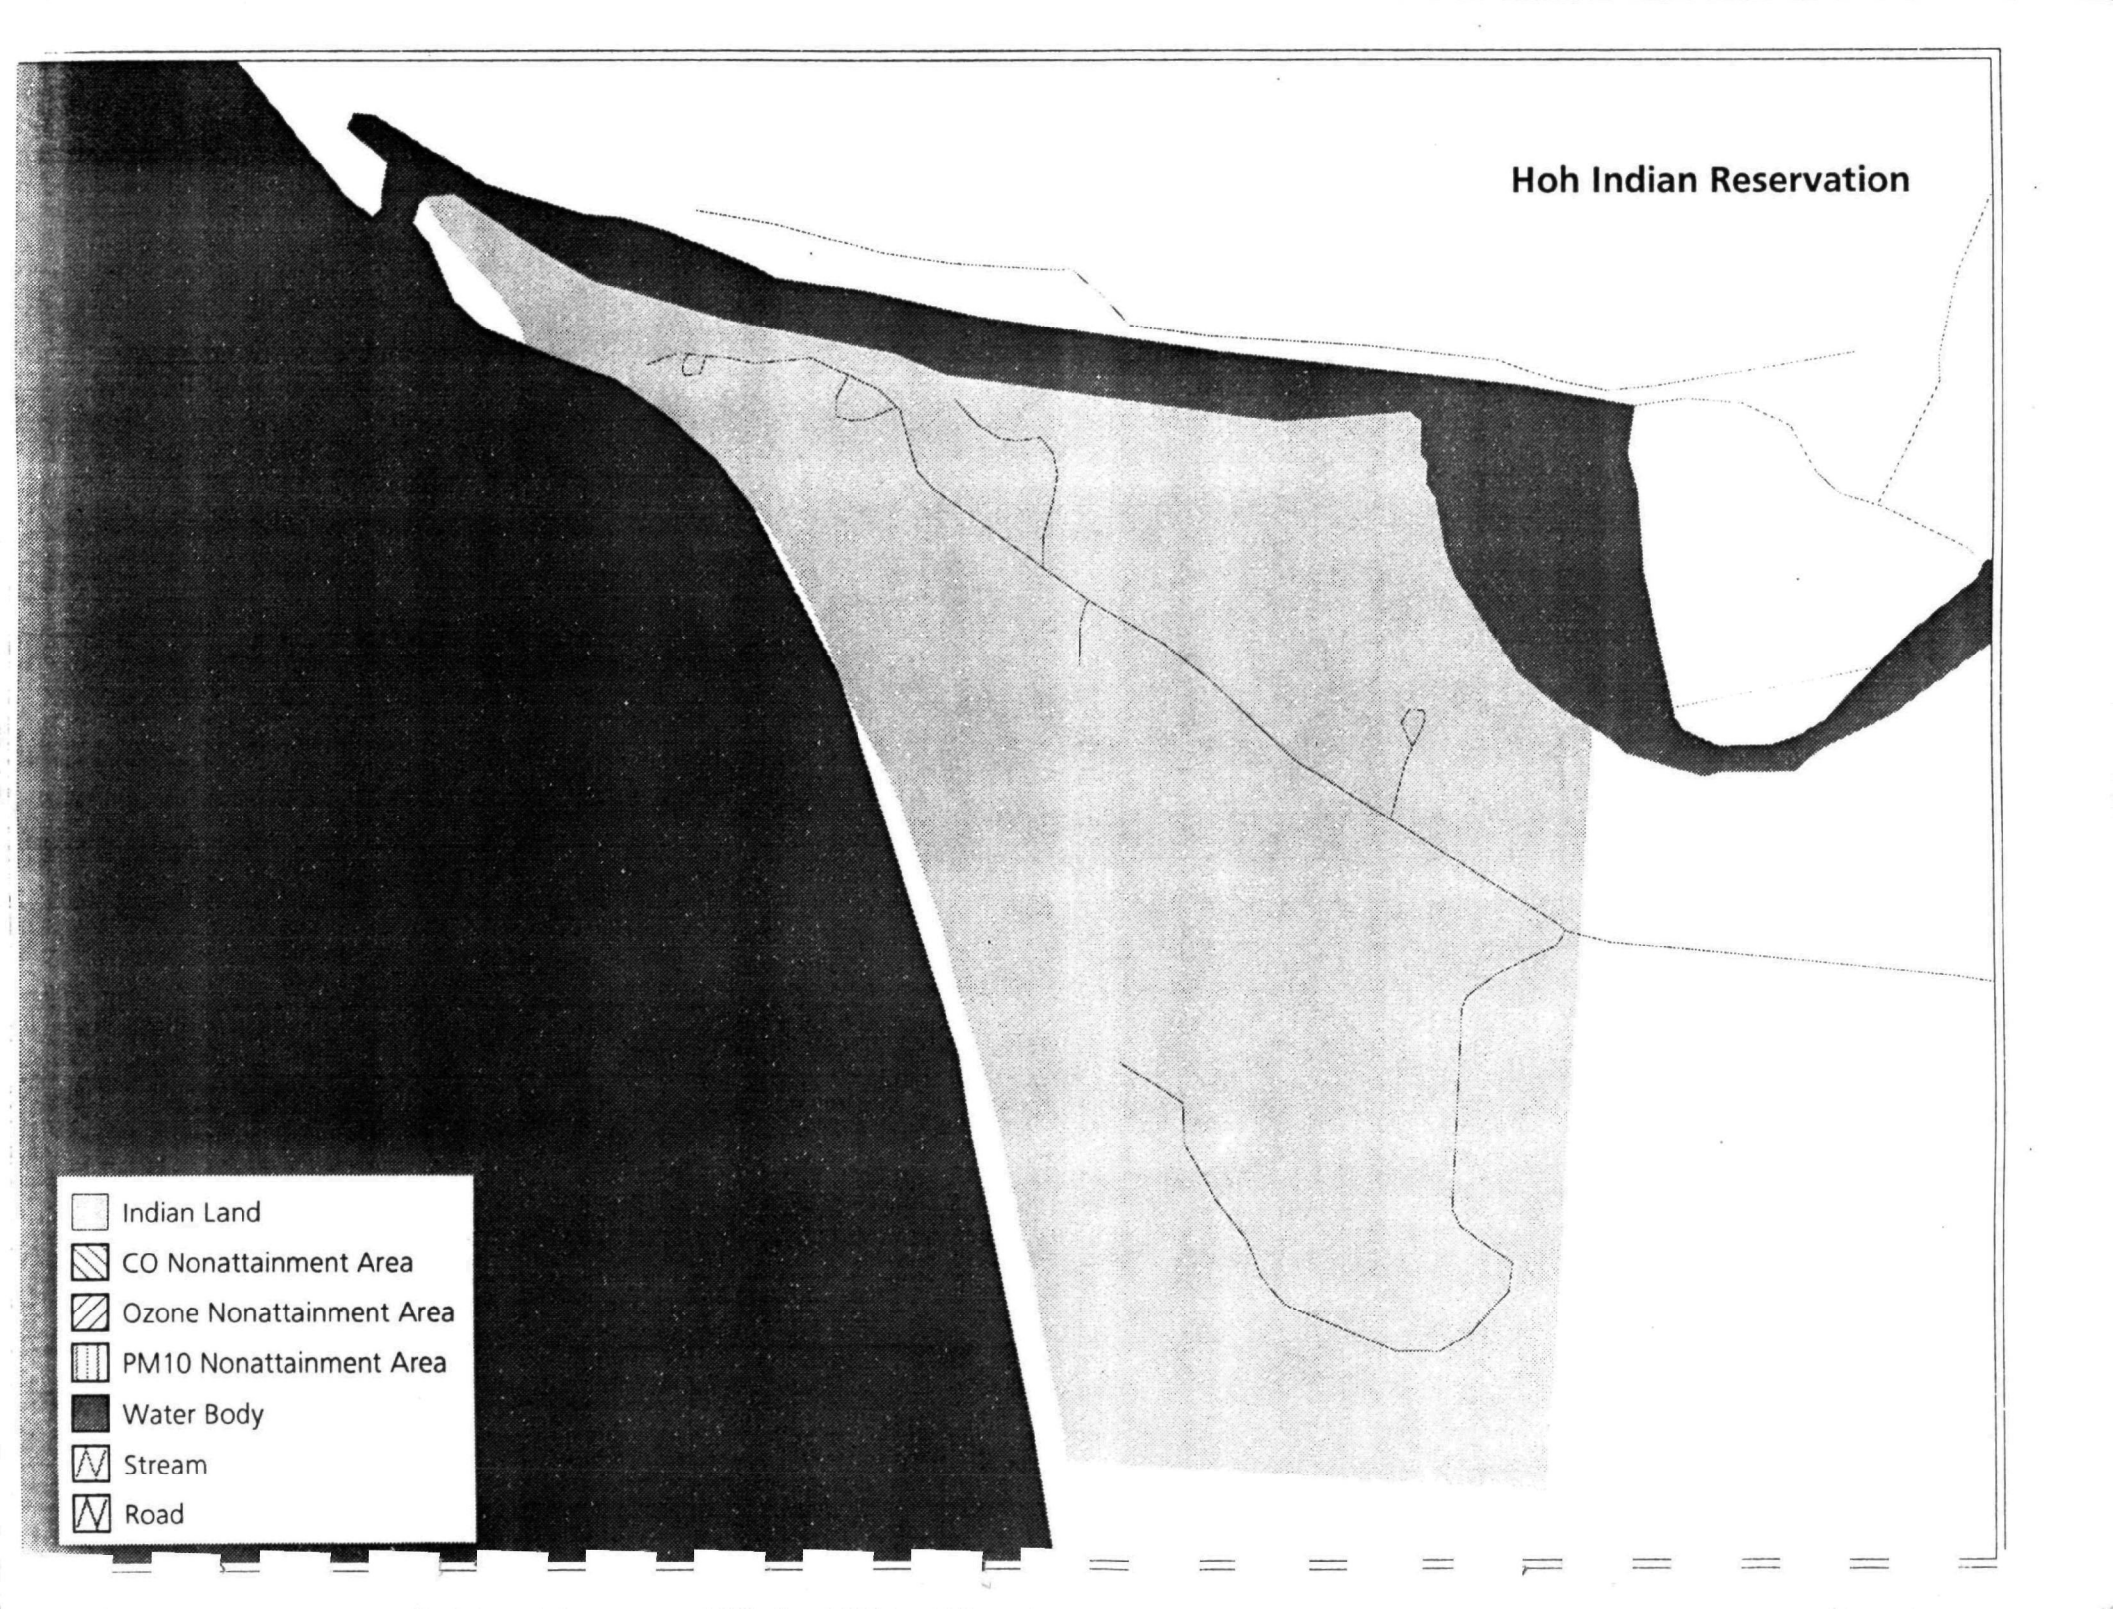 Hoh Indian Reservation
Indian Land
CO Nonattainment Area
Ozone Nonattainment Area
PM10 Nonattainment Area
Water Body
Stream
Road